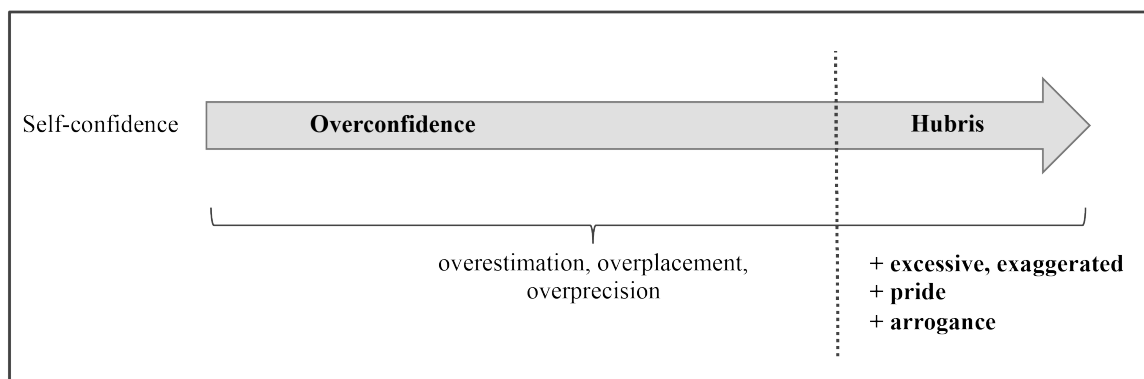 Self-confidence
Overconfidence
Hubris
overestimation, overplacement,
overprecision
+ excessive, exaggerated
+ pride
+ arrogance